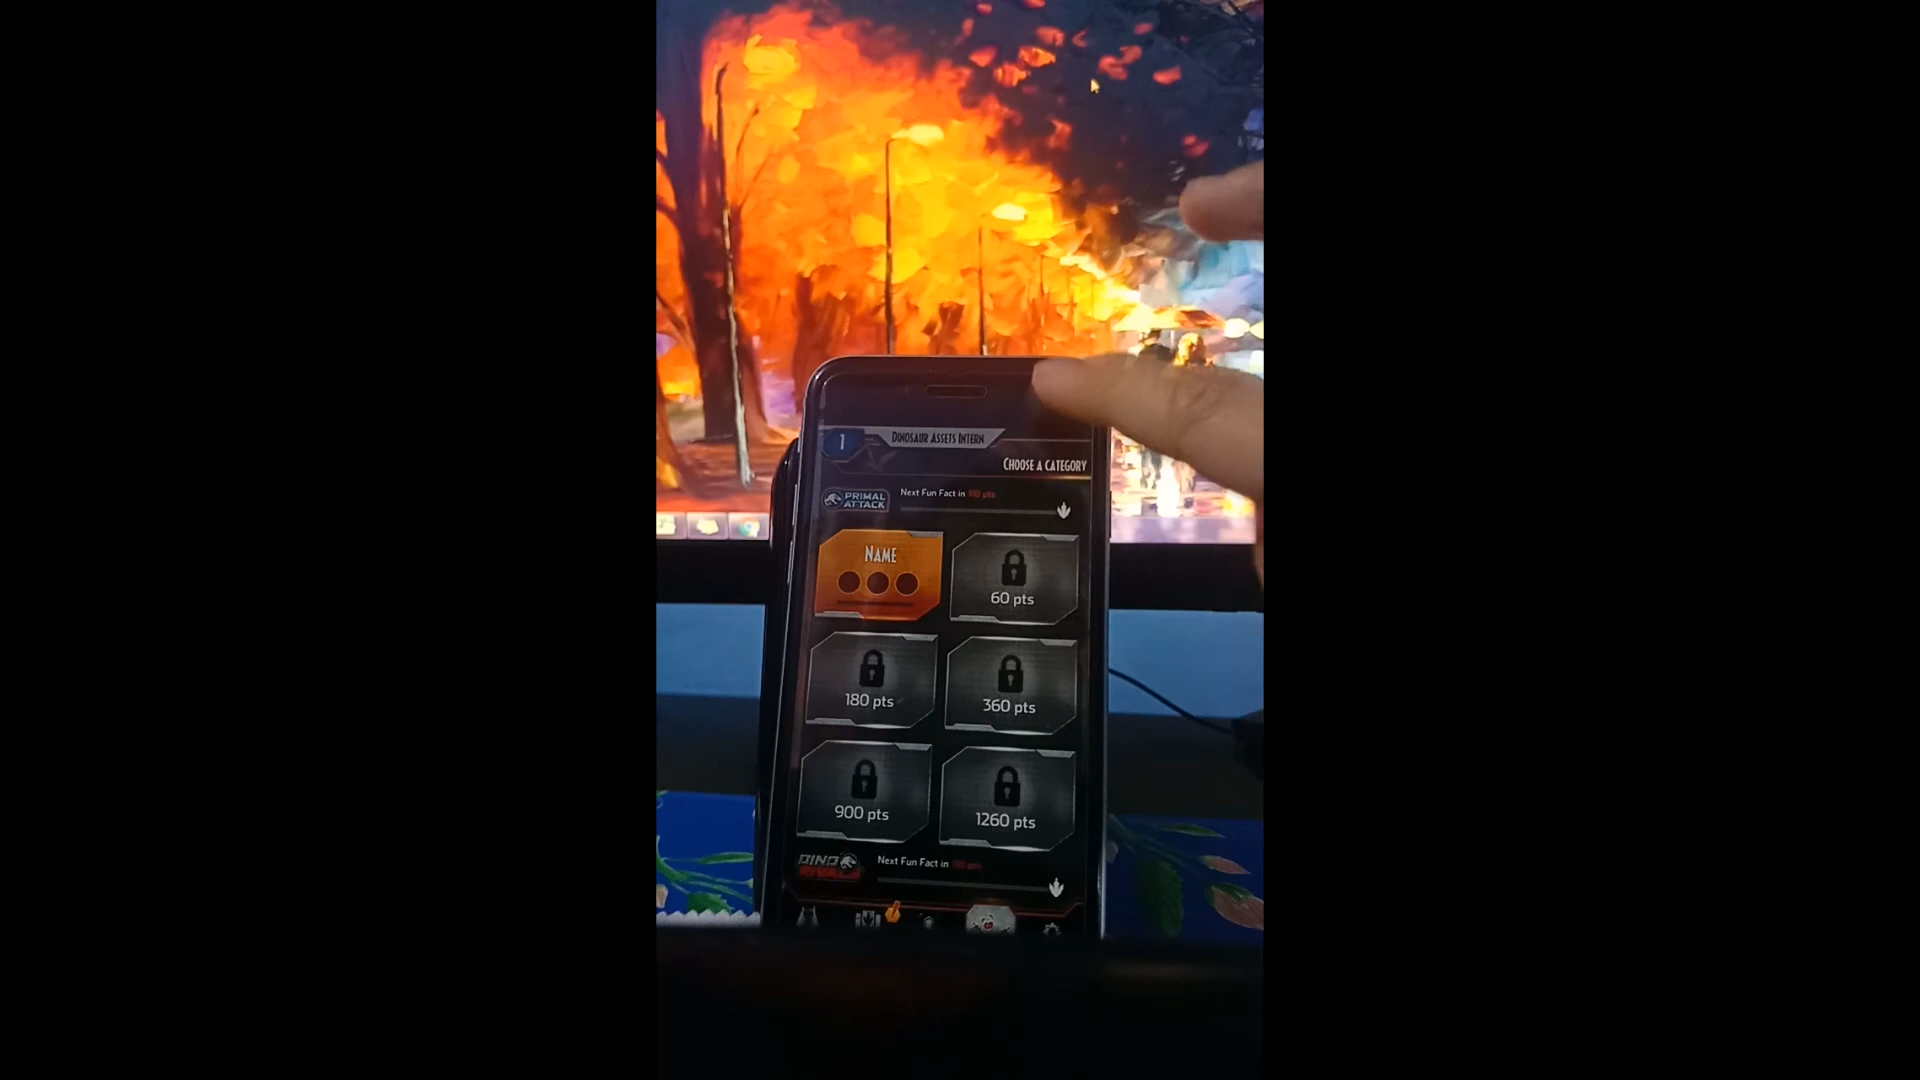 1
DINOSAUR ASSETS INTERN
CHOOSE A CATEGORY
PRIMAL
ATTACK
Next Fun Fact in
NAME
60 pts
180 pts
360 pts
900 pts
1260 pts
DINO
RIVALS
Next Fun Fact in